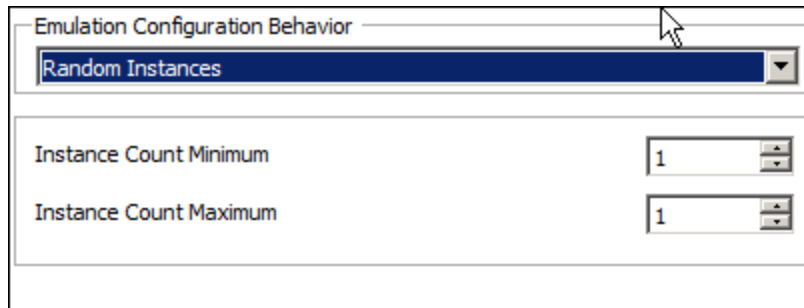 Emulation Configuration Behavior
Random Instances
Instance Count Minimum 1
Instance Count Maximum 1